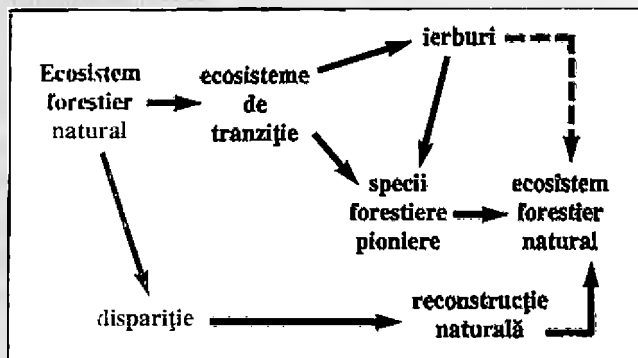 ierburi
Ecosistem
forestier
natural
ecosisteme
de
tranziţie
specii
forestiere
pioniere
ecosistem
forestier
natural
dispariţie
reconstrucţie
naturală